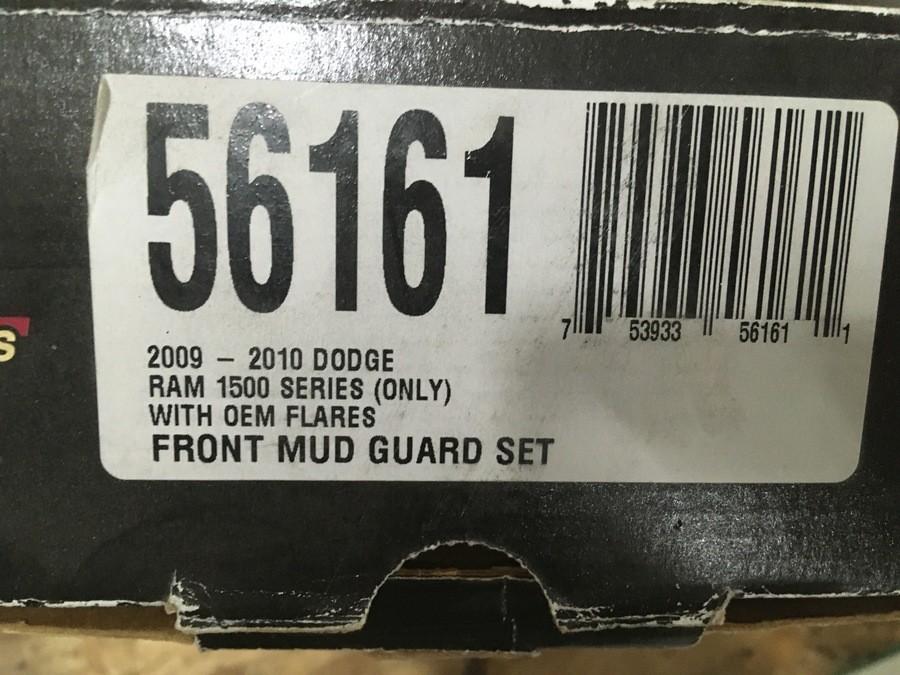 56161
7 53933 56161 1
2009 – 2010 DODGE
RAM 1500 SERIES (ONLY)
WITH OEM FLARES
FRONT MUD GUARD SET
S